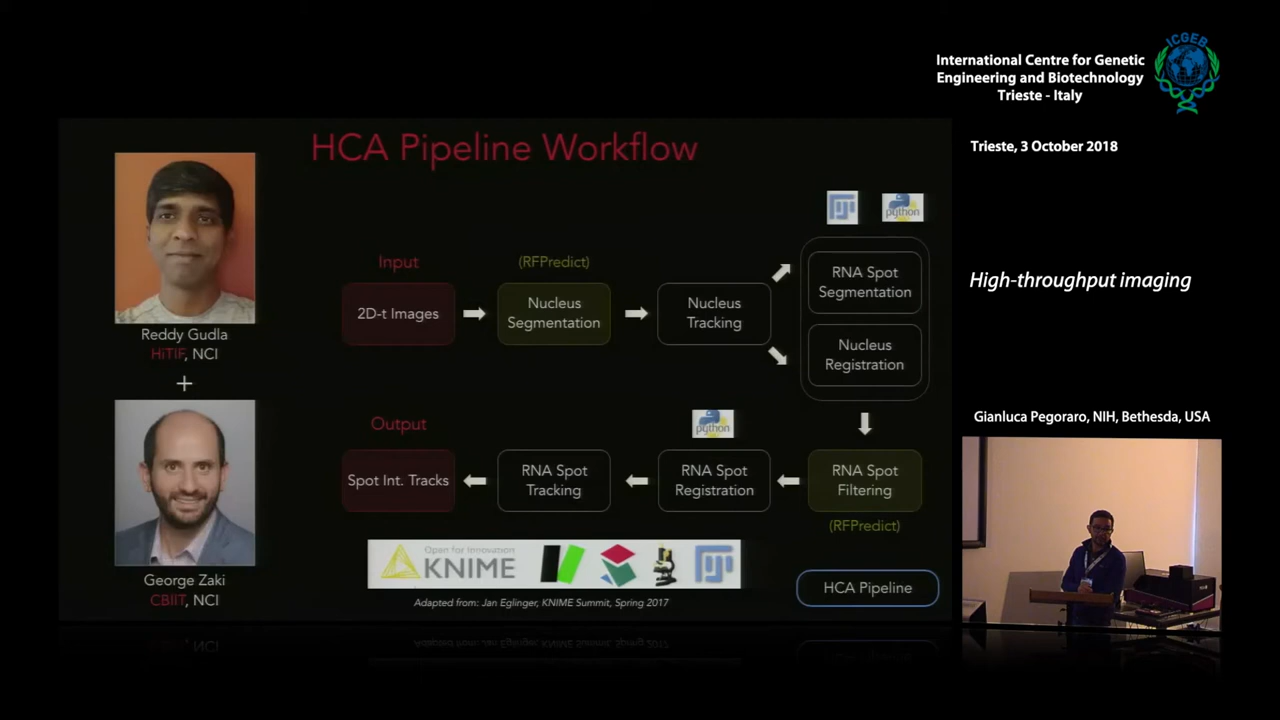 ICGEB
International Centre for Genetic
Engineering and Biotechnology
Trieste - Italy
Trieste, 3 October 2018
High-throughput imaging
Gianluca Pegoraro, NIH, Bethesda, USA
HCA Pipeline Workflow
Reddy Gudla
HiTIF, NCI
+
George Zaki
CBIIT, NCI
Input
2D-t Images
(RFPredict)
Nucleus
Segmentation
Nucleus
Tracking
python
RNA Spot
Segmentation
Nucleus
Registration
RNA Spot
Filtering
(RFPredict)
python
RNA Spot
Registration
RNA Spot
Tracking
Output
Spot Int. Tracks
Open for Innovation
KNIME
Adapted from: Jan Eglinger, KNIME Summit, Spring 2017
HCA Pipeline